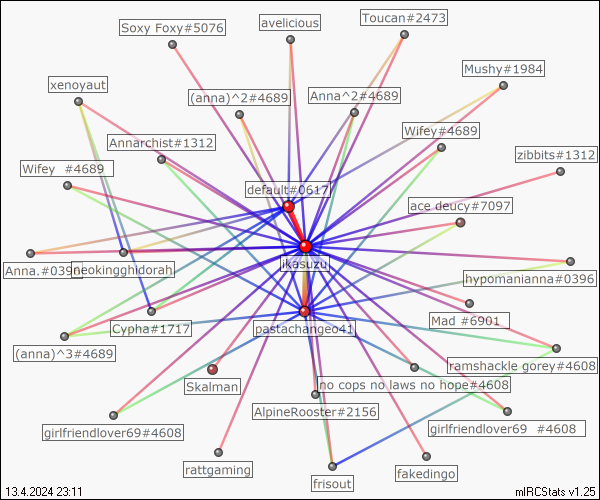 Soxy Foxy#5076
avelicious
Toucan#2473
Mushy#1984
xenoyaut
(anna)^2#4689
Anna^2#4689
Annarchist#1312
Wifey#4689
zibbits#1312
Wifey  #4689
default#0617
ace deucy#7097
Anna.#0396
neokingghidorah
ikasuzu
hypomanianna#0396
Cypha#1717
pastachangeo41
Mad #6901
(anna)^3#4689
ramshackle gorey#4608
Skalman
no cops no laws no hope#4608
AlpineRooster#2156
girlfriendlover69#4608
girlfriendlover69  #4608
rattgaming
frisout
fakedingo
13.4.2024 23:11
mIRCStats v1.25